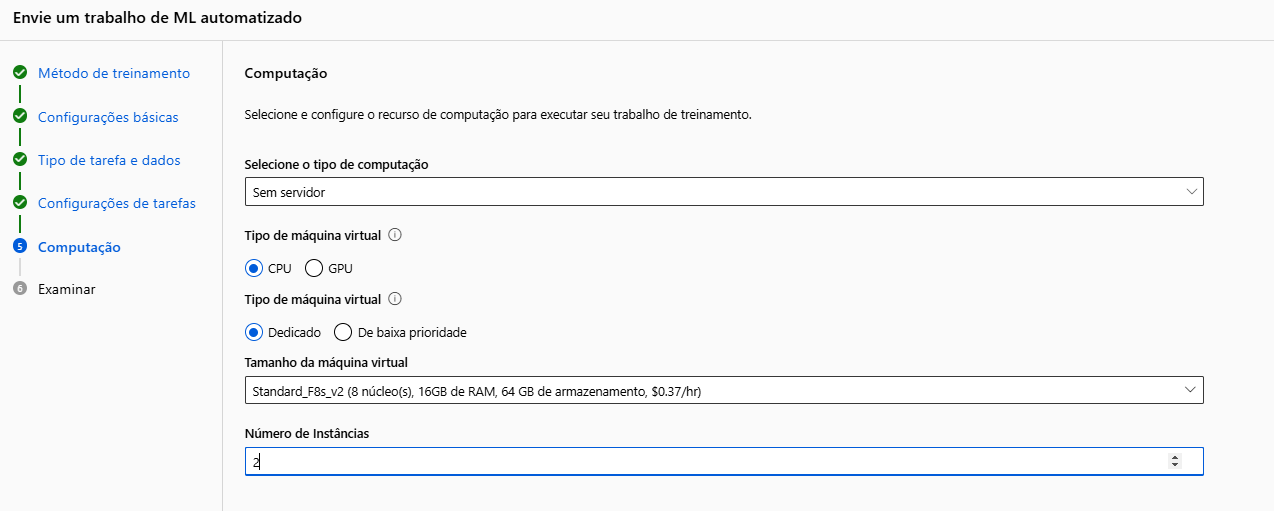 Envie um trabalho de ML automatizado
Método de treinamento
Configurações básicas
Tipo de tarefa e dados
Configurações de tarefas
5 Computação
6 Examinar
Computação
Selecione e configure o recurso de computação para executar seu trabalho de treinamento.
Selecione o tipo de computação
Sem servidor
Tipo de máquina virtual
CPU GPU
Tipo de máquina virtual
Dedicado De baixa prioridade
Tamanho da máquina virtual
Standard_F8s_v2 (8 núcleo(s), 16GB de RAM, 64 GB de armazenamento, $0.37/hr)
Número de Instâncias
2